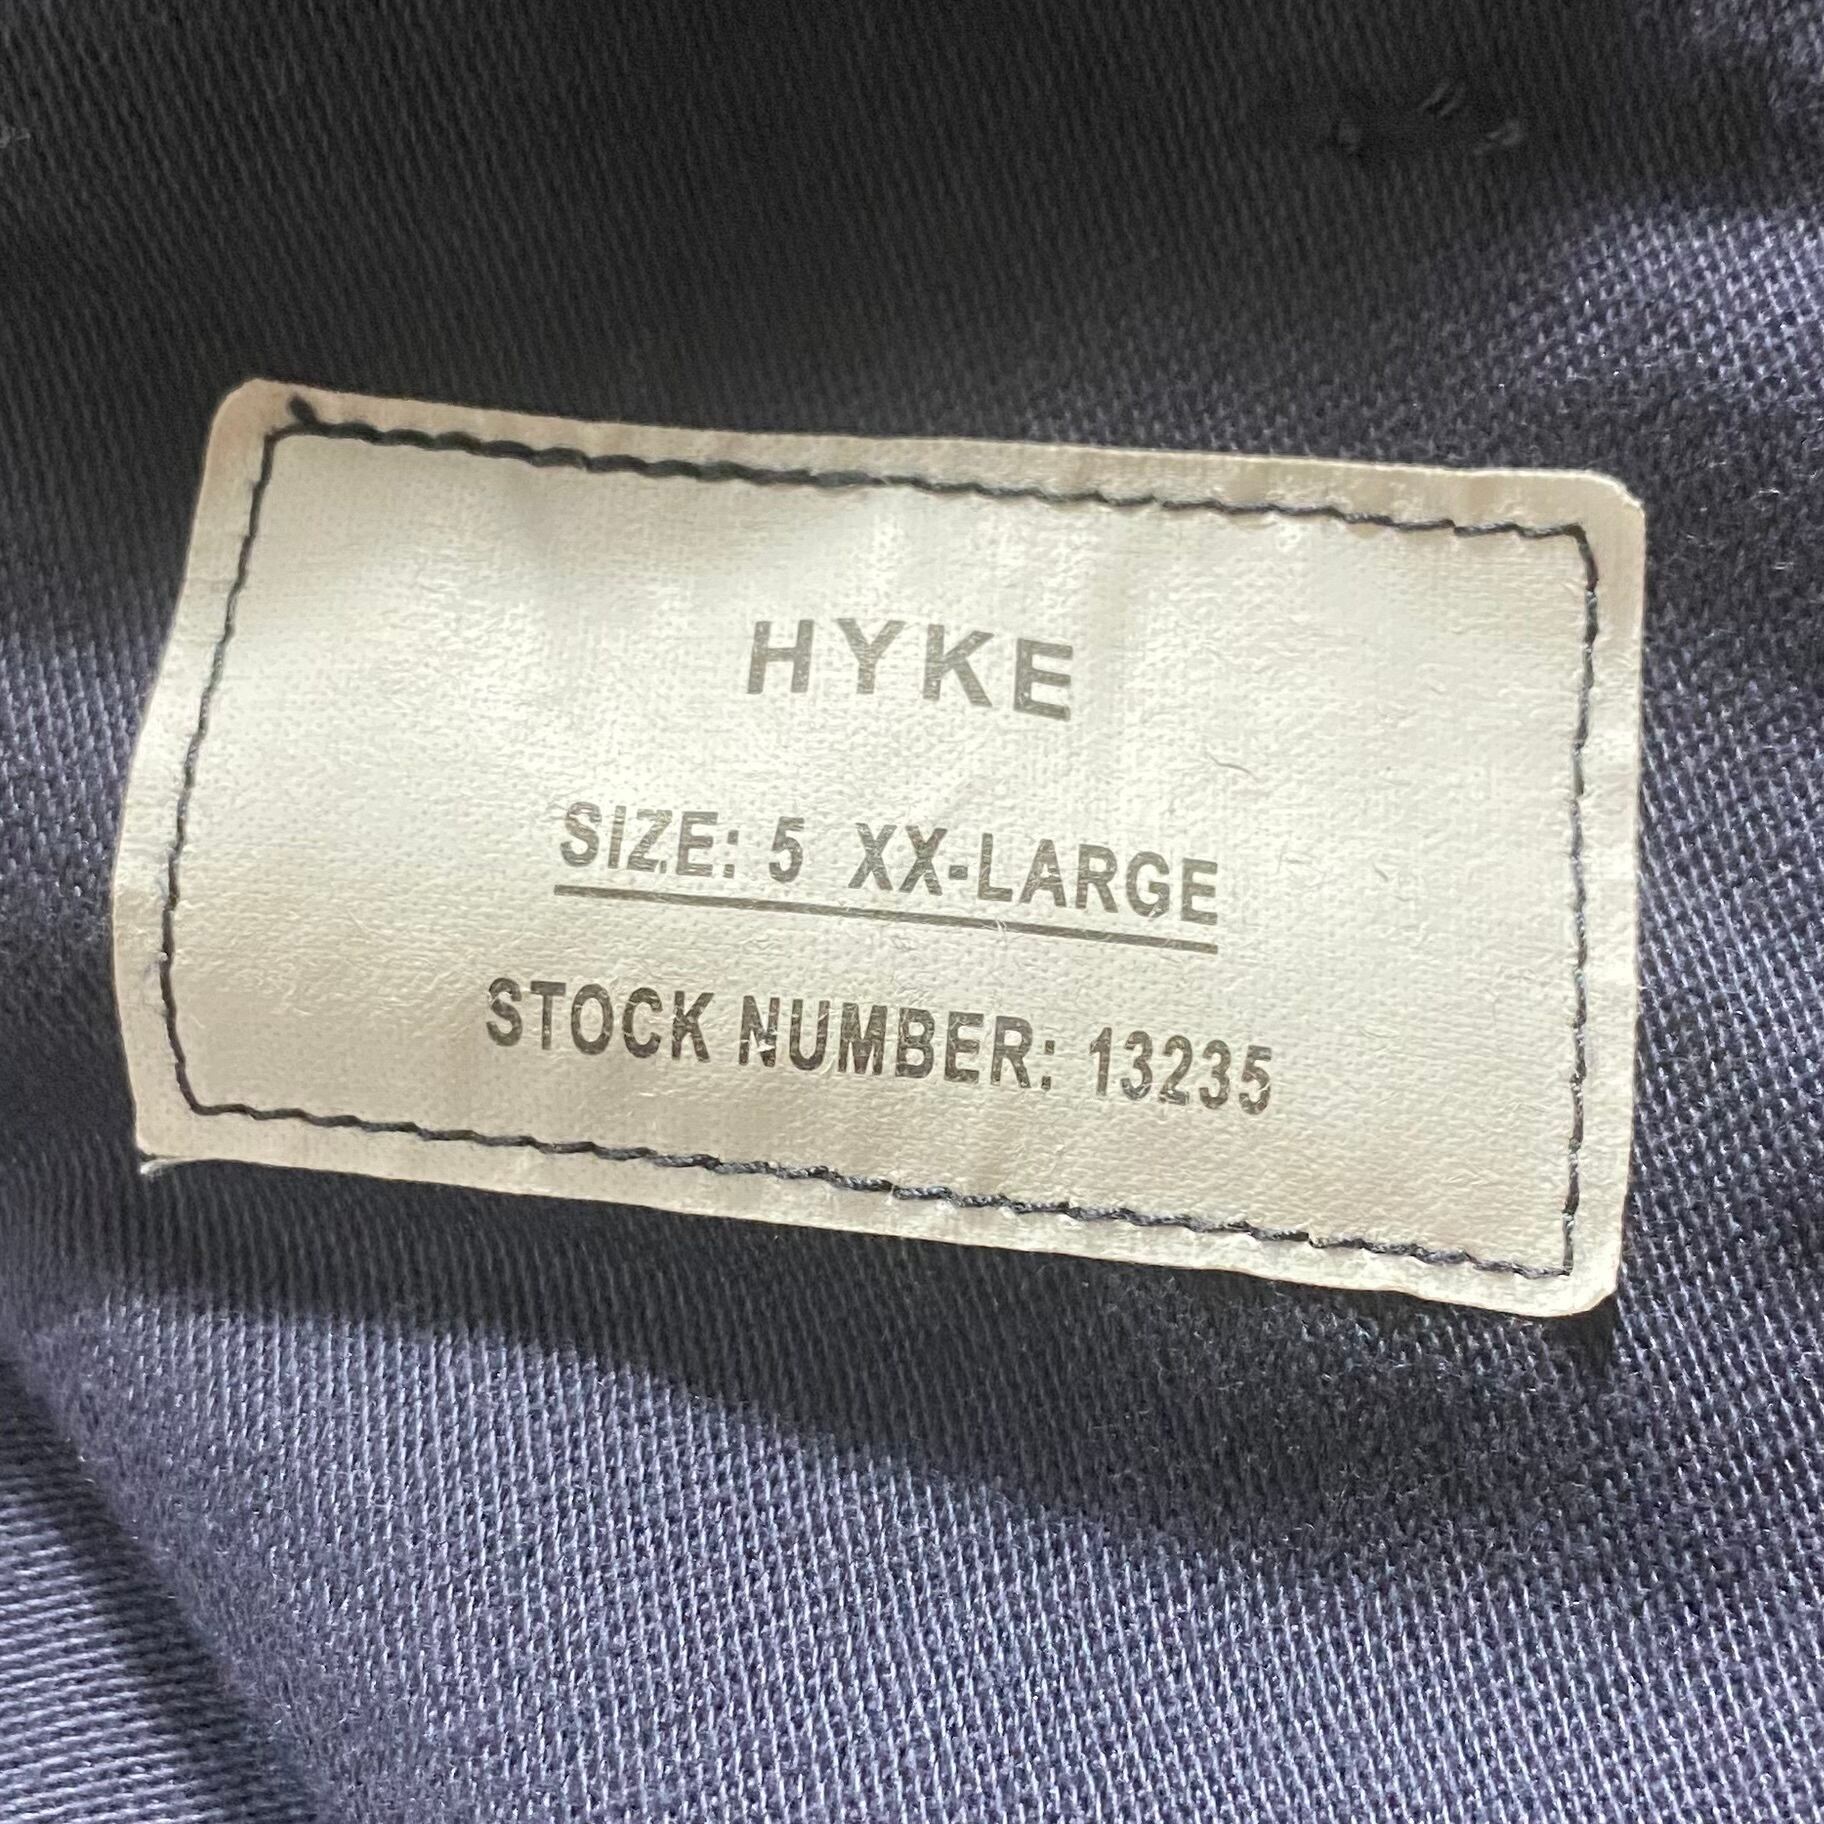 HYKE
SIZE: 5 XX-LARGE
STOCK NUMBER: 13235